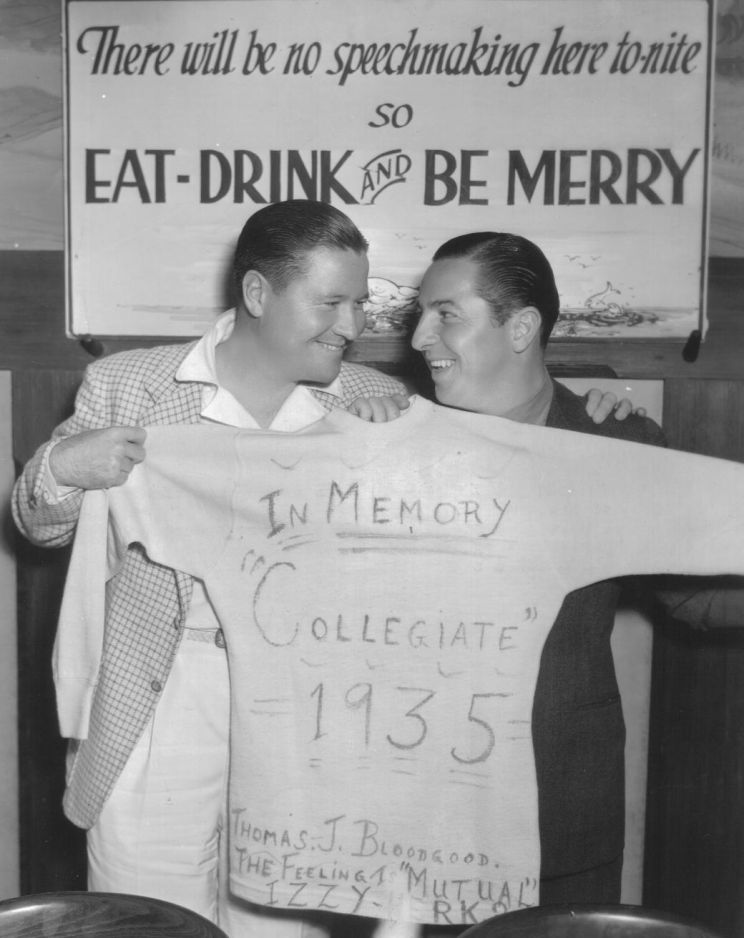 There will be no speechmaking here to-nite
so
EAT-DRINK AND BE MERRY
IN MEMORY
"COLLEGIATE"
1935
THOMAS. J. BLOODGOOD.
THE FEELING IS "MUTUAL"
IZZY - RKO